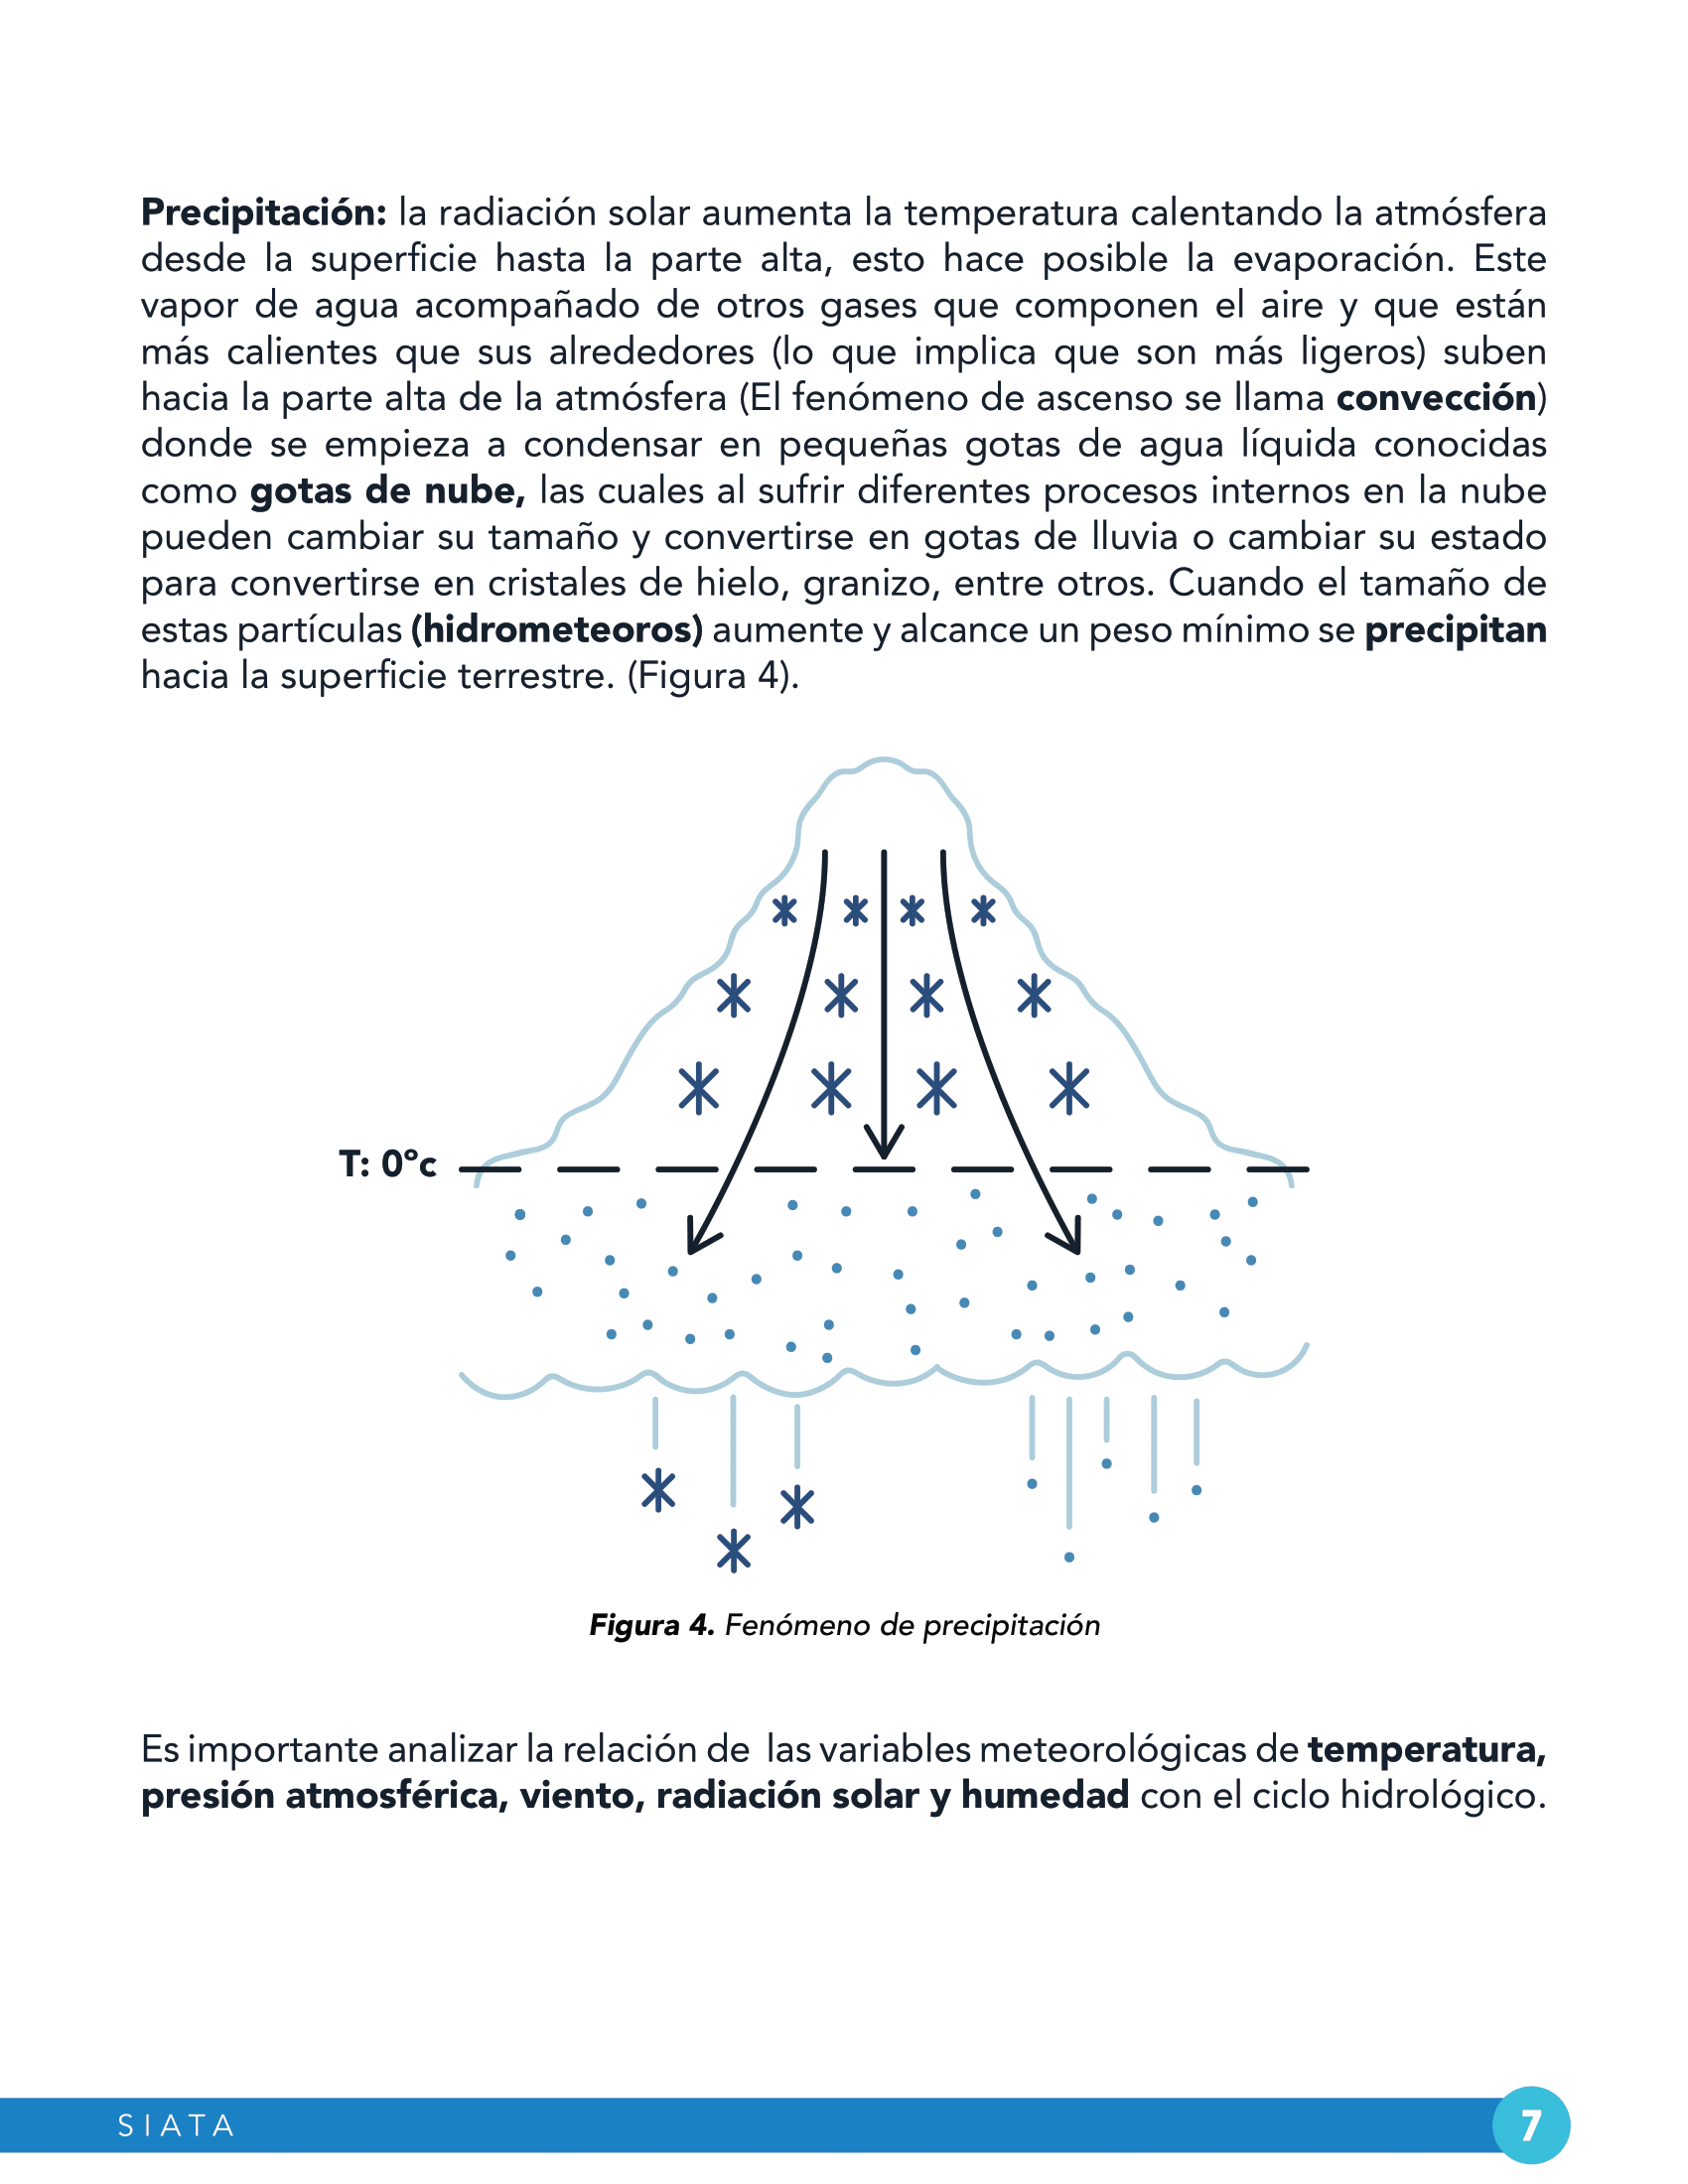 Precipitación: la radiación solar aumenta la temperatura calentando la atmósfera
desde la superficie hasta la parte alta, esto hace posible la evaporación. Este
vapor de agua acompañado de otros gases que componen el aire y que están
más calientes que sus alrededores (lo que implica que son más ligeros) suben
hacia la parte alta de la atmósfera (El fenómeno de ascenso se llama convección)
donde se empieza a condensar en pequeñas gotas de agua líquida conocidas
como gotas de nube, las cuales al sufrir diferentes procesos internos en la nube
pueden cambiar su tamaño y convertirse en gotas de lluvia o cambiar su estado
para convertirse en cristales de hielo, granizo, entre otros. Cuando el tamaño de
estas partículas (hidrometeoros) aumente y alcance un peso mínimo se precipitan
hacia la superficie terrestre. (Figura 4).
T: 0ºc
Figura 4. Fenómeno de precipitación
Es importante analizar la relación de las variables meteorológicas de temperatura,
presión atmosférica, viento, radiación solar y humedad con el ciclo hidrológico.
SIATA
7